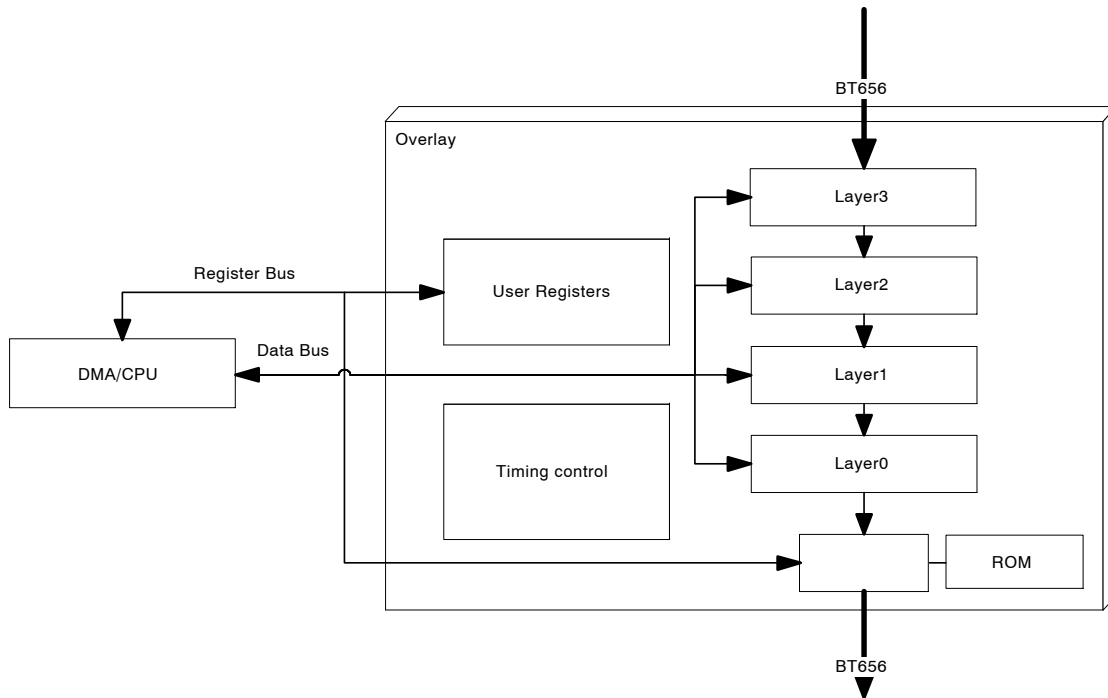 BT656
Overlay
Layer3
Register Bus
User Registers
Layer2
Data Bus
DMA/CPU
Layer1
Timing control
Layer0
ROM
BT656